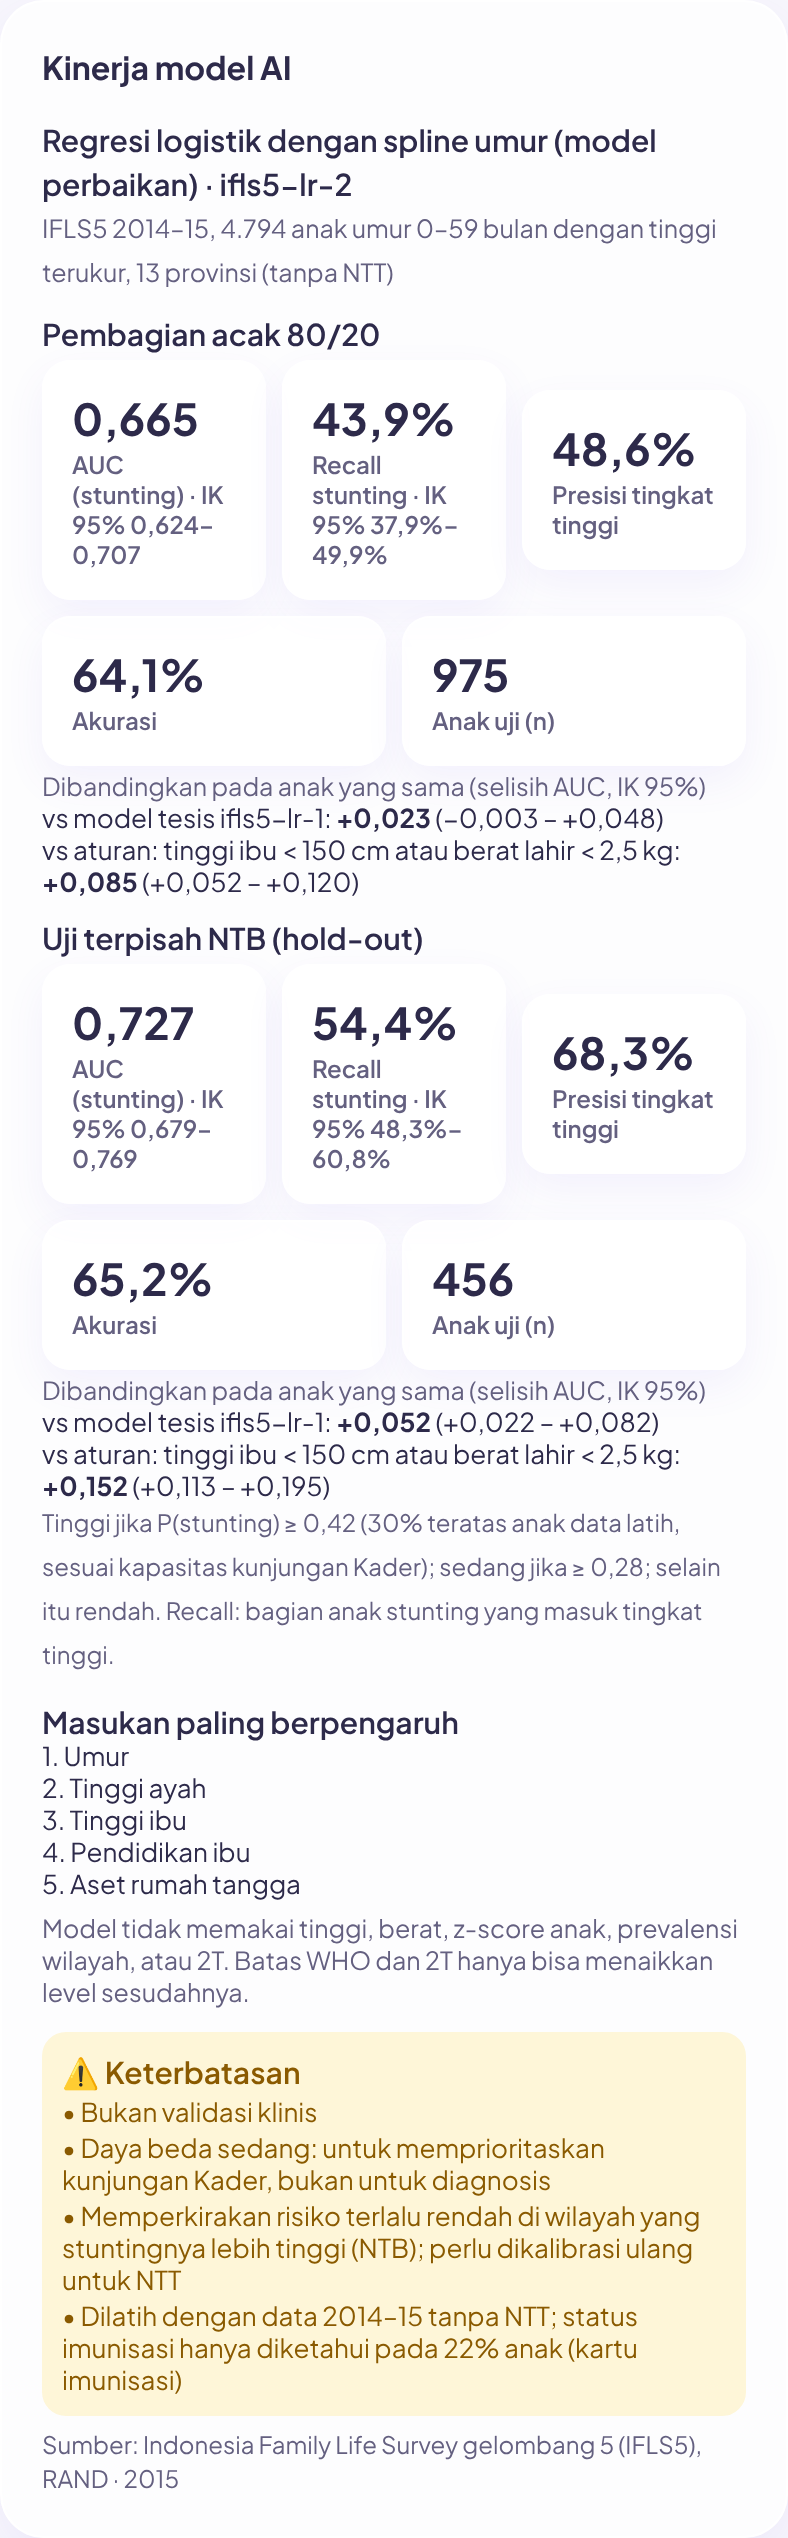 Kinerja model AI
Regresi logistik dengan spline umur (model
perbaikan) · ifls5-lr-2
IFLS5 2014–15, 4.794 anak umur 0–59 bulan dengan tinggi
terukur, 13 provinsi (tanpa NTT)
Pembagian acak 80/20
0,665
AUC
(stunting) · IK
95% 0,624–
0,707
43,9%
Recall
stunting · IK
95% 37,9%–
49,9%
48,6%
Presisi tingkat
tinggi
64,1%
Akurasi
975
Anak uji (n)
Dibandingkan pada anak yang sama (selisih AUC, IK 95%)
vs model tesis ifls5-lr-1: +0,023 (−0,003 – +0,048)
vs aturan: tinggi ibu < 150 cm atau berat lahir < 2,5 kg:
+0,085 (+0,052 – +0,120)
Uji terpisah NTB (hold-out)
0,727
AUC
(stunting) · IK
95% 0,679–
0,769
54,4%
Recall
stunting · IK
95% 48,3%–
60,8%
68,3%
Presisi tingkat
tinggi
65,2%
Akurasi
456
Anak uji (n)
Dibandingkan pada anak yang sama (selisih AUC, IK 95%)
vs model tesis ifls5-lr-1: +0,052 (+0,022 – +0,082)
vs aturan: tinggi ibu < 150 cm atau berat lahir < 2,5 kg:
+0,152 (+0,113 – +0,195)
Tinggi jika P(stunting) ≥ 0,42 (30% teratas anak data latih,
sesuai kapasitas kunjungan Kader); sedang jika ≥ 0,28; selain
itu rendah. Recall: bagian anak stunting yang masuk tingkat
tinggi.
Masukan paling berpengaruh
1. Umur
2. Tinggi ayah
3. Tinggi ibu
4. Pendidikan ibu
5. Aset rumah tangga
Model tidak memakai tinggi, berat, z-score anak, prevalensi
wilayah, atau 2T. Batas WHO dan 2T hanya bisa menaikkan
level sesudahnya.
⚠️ Keterbatasan
• Bukan validasi klinis
• Daya beda sedang: untuk memprioritaskan
kunjungan Kader, bukan untuk diagnosis
• Memperkirakan risiko terlalu rendah di wilayah yang
stuntingnya lebih tinggi (NTB); perlu dikalibrasi ulang
untuk NTT
• Dilatih dengan data 2014–15 tanpa NTT; status
imunisasi hanya diketahui pada 22% anak (kartu
imunisasi)
Sumber: Indonesia Family Life Survey gelombang 5 (IFLS5),
RAND · 2015